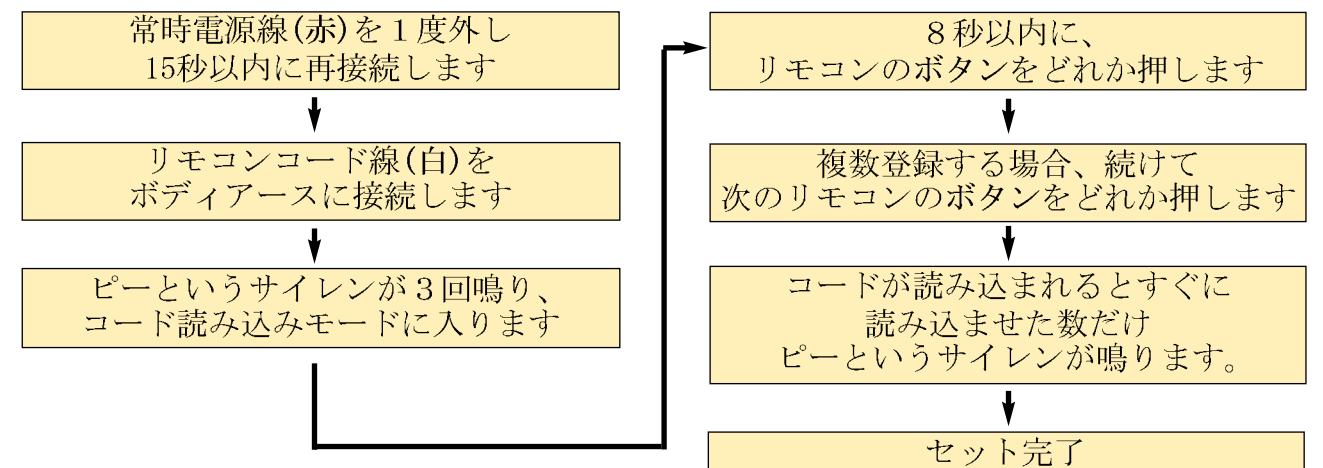 常時電源線(赤)を１度外し
15秒以内に再接続します
リモコンコード線(白)を
ボディアースに接続します
ピーというサイレンが３回鳴り、
コード読み込みモードに入ります
８秒以内に、
リモコンのボタンをどれか押します
複数登録する場合、続けて
次のリモコンのボタンをどれか押します
コードが読み込まれるとすぐに
読み込ませた数だけ
ピーというサイレンが鳴ります。
セット完了